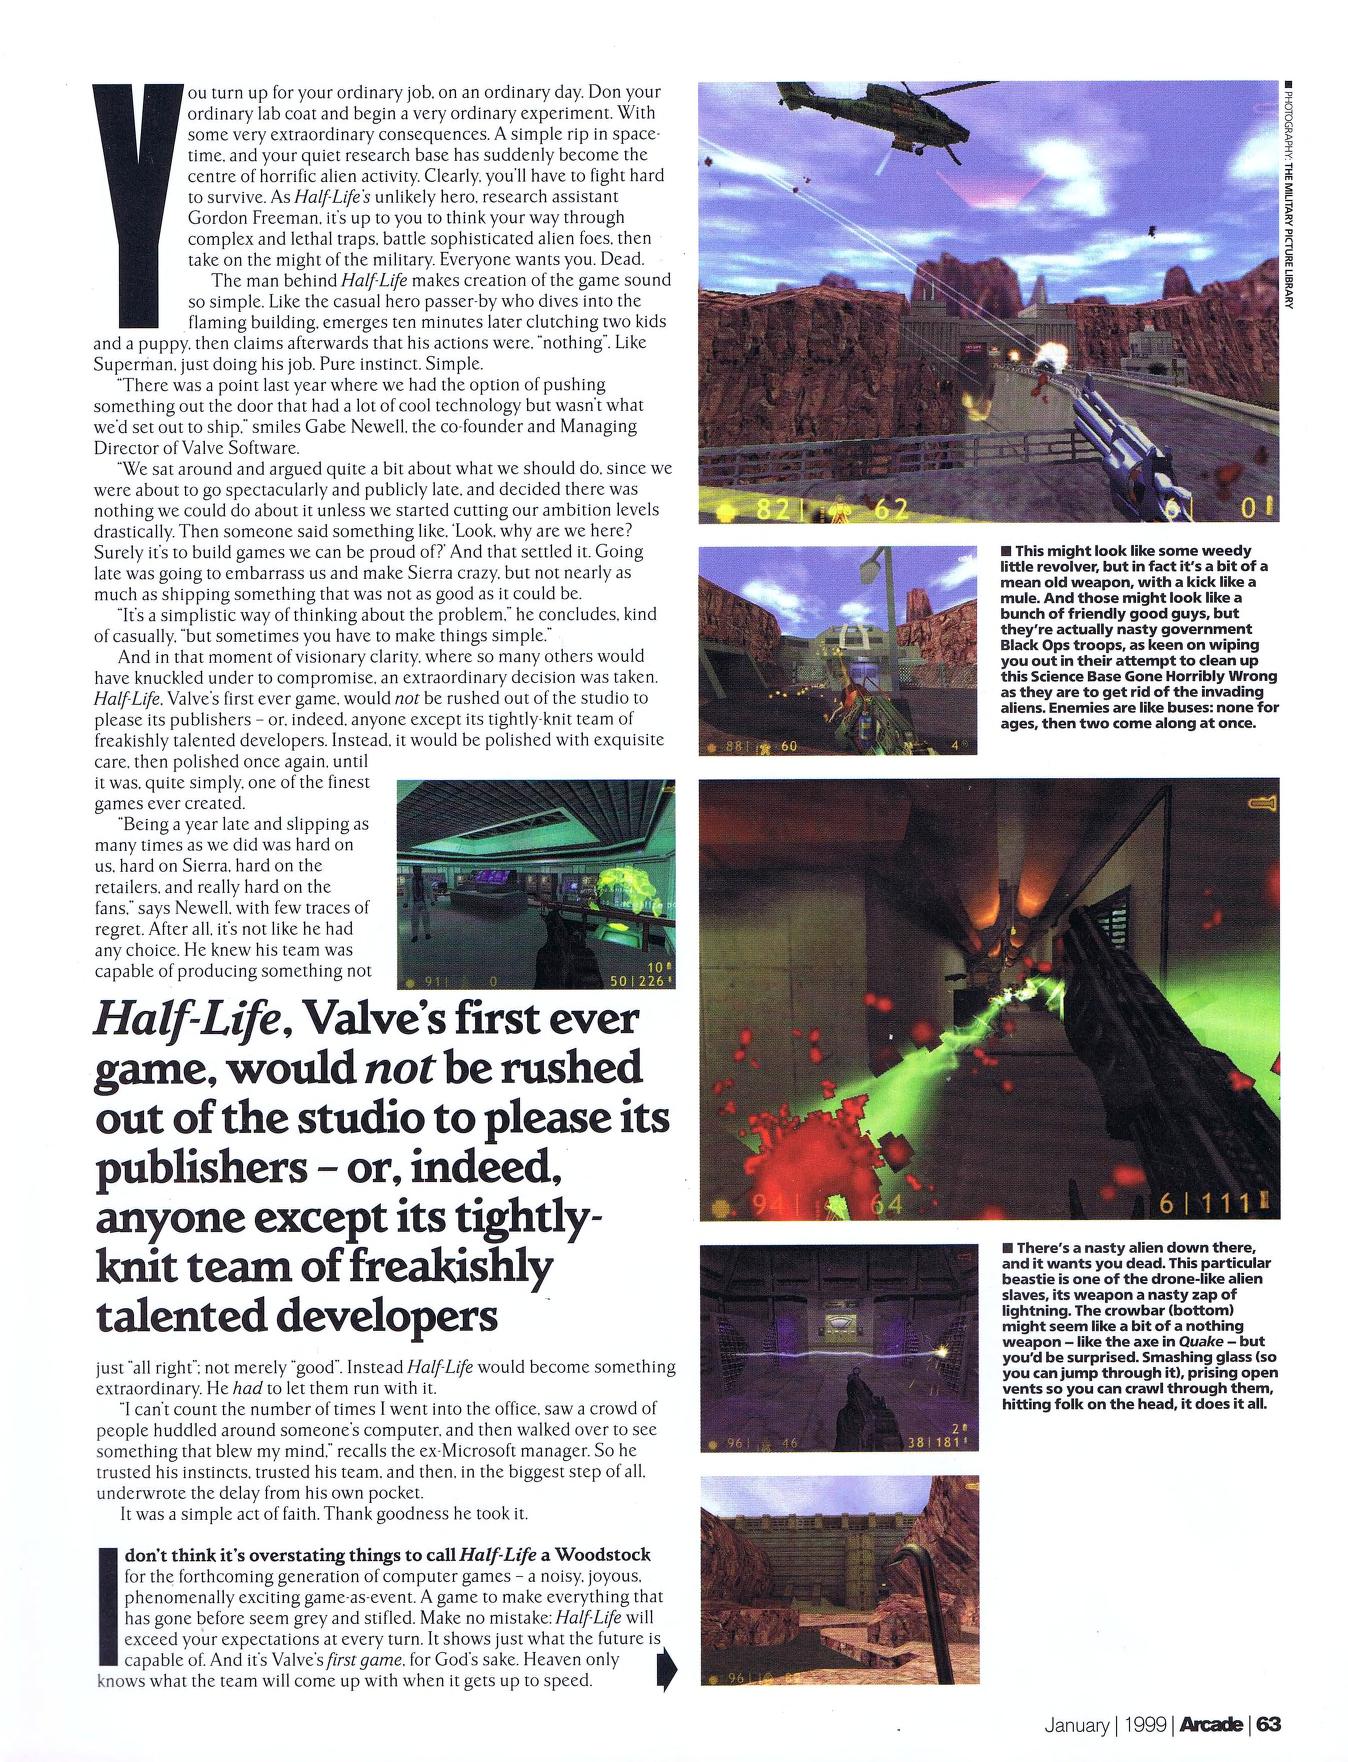 You turn up for your ordinary job, on an ordinary day. Don your
ordinary lab coat and begin a very ordinary experiment. With
some very extraordinary consequences. A simple rip in space-
time, and your quiet research base has suddenly become the
centre of horrific alien activity. Clearly, you'll have to fight hard
to survive. As Half-Life's unlikely hero, research assistant
Gordon Freeman, it's up to you to think your way through
complex and lethal traps, battle sophisticated alien foes, then
take on the might of the military. Everyone wants you. Dead.
The man behind Half-Life makes creation of the game sound
so simple. Like the casual hero passer-by who dives into the
flaming building, emerges ten minutes later clutching two kids
and a puppy, then claims afterwards that his actions were, "nothing". Like
Superman, just doing his job. Pure instinct. Simple.
"There was a point last year where we had the option of pushing
something out the door that had a lot of cool technology but wasn't what
we'd set out to ship," smiles Gabe Newell, the co-founder and Managing
Director of Valve Software.
"We sat around and argued quite a bit about what we should do, since we
were about to go spectacularly and publicly late, and decided there was
nothing we could do about it unless we started cutting our ambition levels
drastically. Then someone said something like, 'Look, why are we here?
Surely it's to build games we can be proud of?' And that settled it. Going
late was going to embarrass us and make Sierra crazy, but not nearly as
much as shipping something that was not as good as it could be.
"It's a simplistic way of thinking about the problem," he concludes, kind
of casually, "but sometimes you have to make things simple."
And in that moment of visionary clarity, where so many others would
have knuckled under to compromise, an extraordinary decision was taken.
Half-Life, Valve's first ever game, would not be rushed out of the studio to
please its publishers – or, indeed, anyone except its tightly-knit team of
freakishly talented developers. Instead, it would be polished with exquisite
care, then polished once again, until
it was, quite simply, one of the finest
games ever created.
"Being a year late and slipping as
many times as we did was hard on
us, hard on Sierra, hard on the
retailers, and really hard on the
fans," says Newell, with few traces of
regret. After all, it's not like he had
any choice. He knew his team was
capable of producing something not
91| 0
10
50|226
Half-Life, Valve's first ever
game, would not be rushed
out of the studio to please its
publishers – or, indeed,
anyone except its tightly-
knit team of freakishly
talented developers
just "all right"; not merely "good". Instead Half-Life would become something
extraordinary. He had to let them run with it.
"I can't count the number of times I went into the office, saw a crowd of
people huddled around someone's computer, and then walked over to see
something that blew my mind," recalls the ex-Microsoft manager. So he
trusted his instincts, trusted his team, and then, in the biggest step of all,
underwrote the delay from his own pocket.
It was a simple act of faith. Thank goodness he took it.
I don't think it's overstating things to call Half-Life a Woodstock
for the forthcoming generation of computer games – a noisy, joyous,
phenomenally exciting game-as-event. A game to make everything that
has gone before seem grey and stifled. Make no mistake: Half-Life will
exceed your expectations at every turn. It shows just what the future is
capable of. And it's Valve's first game, for God's sake. Heaven only
knows what the team will come up with when it gets up to speed.
■ PHOTOGRAPHY: THE MILITARY PICTURE LIBRARY
82| 62 6| 0
88| 60 4
■ This might look like some weedy
little revolver, but in fact it's a bit of a
mean old weapon, with a kick like a
mule. And those might look like a
bunch of friendly good guys, but
they're actually nasty government
Black Ops troops, as keen on wiping
you out in their attempt to clean up
this Science Base Gone Horribly Wrong
as they are to get rid of the invading
aliens. Enemies are like buses: none for
ages, then two come along at once.
94| 64 6|111
96| 46
2
38|181
■ There's a nasty alien down there,
and it wants you dead. This particular
beastie is one of the drone-like alien
slaves, its weapon a nasty zap of
lightning. The crowbar (bottom)
might seem like a bit of a nothing
weapon – like the axe in Quake – but
you'd be surprised. Smashing glass (so
you can jump through it), prising open
vents so you can crawl through them,
hitting folk on the head, it does it all.
96|
January | 1999 | Arcade | 63